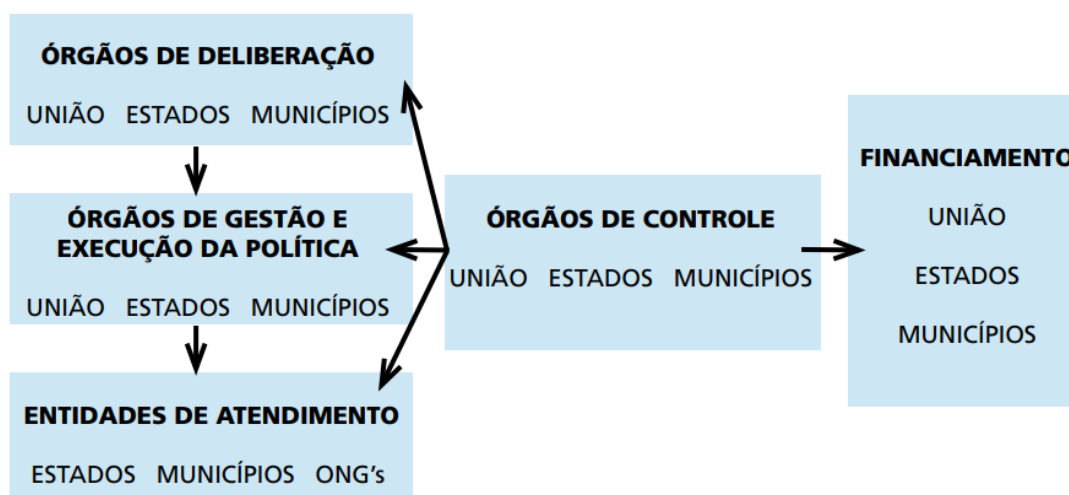 ÓRGÃOS DE DELIBERAÇÃO
UNIÃO ESTADOS MUNICÍPIOS
ÓRGÃOS DE GESTÃO E
EXECUÇÃO DA POLÍTICA
UNIÃO ESTADOS MUNICÍPIOS
ENTIDADES DE ATENDIMENTO
ESTADOS MUNICÍPIOS ONG's
ÓRGÃOS DE CONTROLE
UNIÃO ESTADOS MUNICÍPIOS
FINANCIAMENTO
UNIÃO
ESTADOS
MUNICÍPIOS